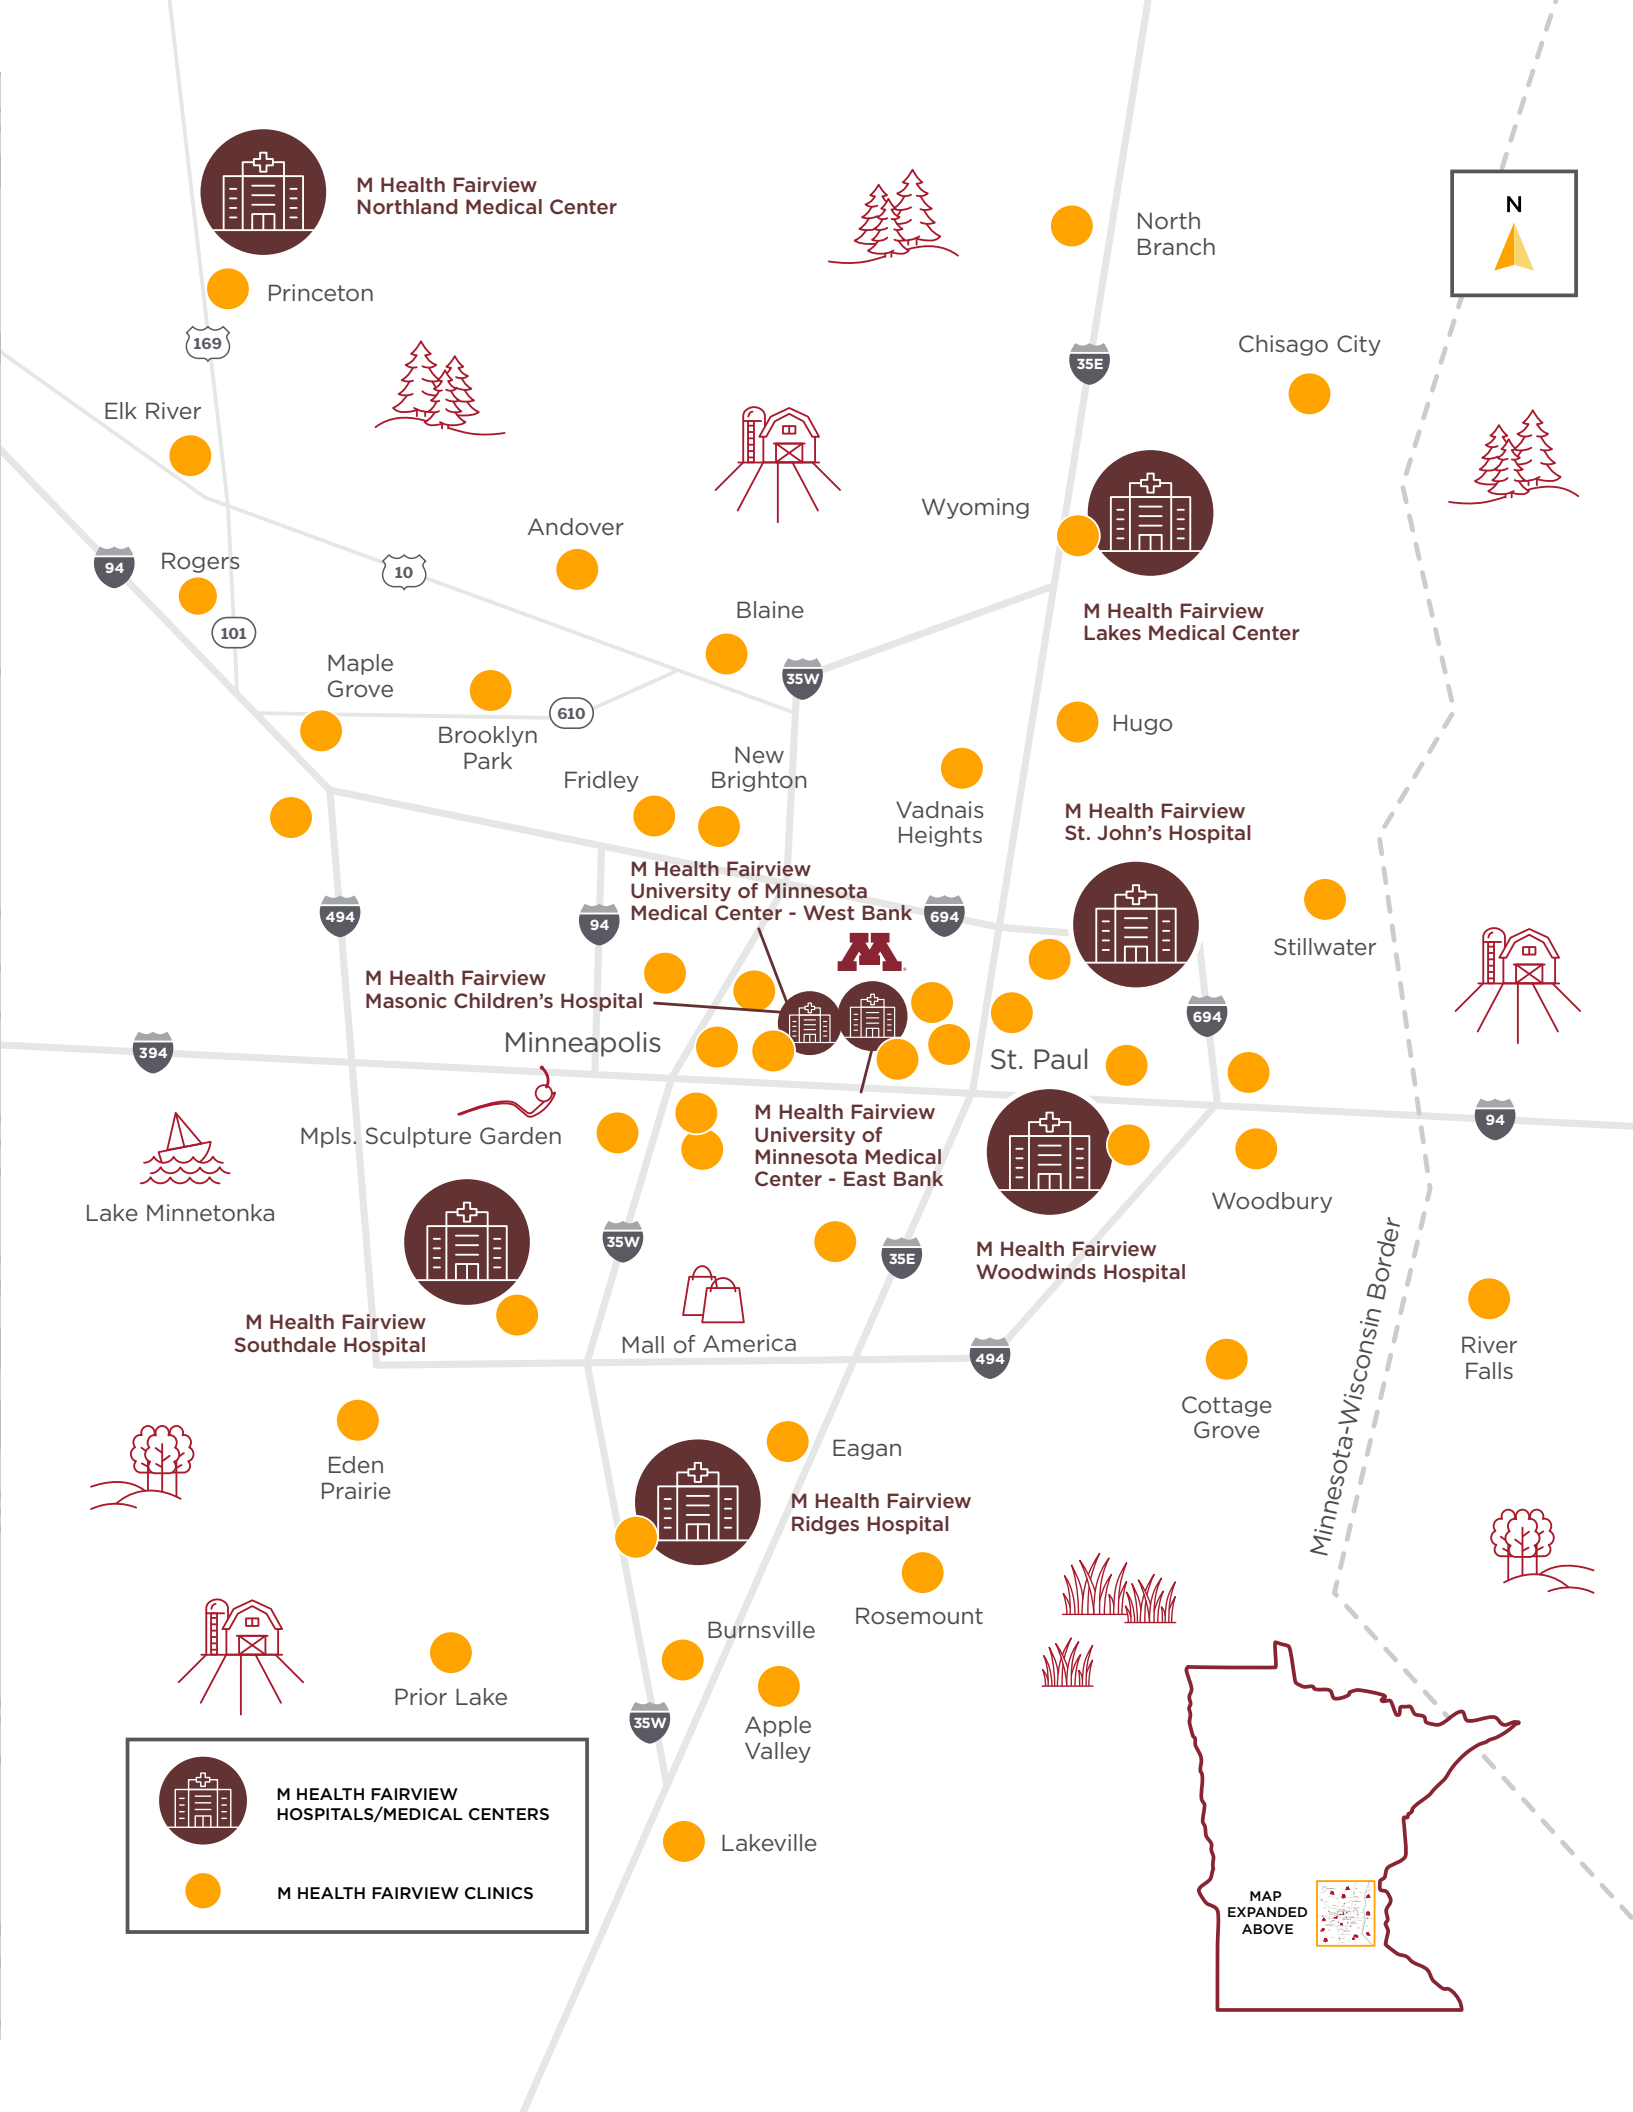 M Health Fairview
Northland Medical Center
N
North
Branch
Princeton
169
Chisago City
35E
Elk River
Wyoming
Andover
Rogers
94
10
Blaine
M Health Fairview
Lakes Medical Center
101
Maple
Grove
35W
610
Hugo
Brooklyn
Park
New
Brighton
Fridley
Vadnais
Heights
M Health Fairview
St. John’s Hospital
M Health Fairview
University of Minnesota
Medical Center - West Bank
494
94
694
Stillwater
M
M Health Fairview
Masonic Children’s Hospital
694
Minneapolis
394
St. Paul
M Health Fairview
University of
Minnesota Medical
Center - East Bank
94
Mpls. Sculpture Garden
Lake Minnetonka
Woodbury
35W
35E
M Health Fairview
Woodwinds Hospital
Minnesota-Wisconsin Border
M Health Fairview
Southdale Hospital
Mall of America
494
River
Falls
Cottage
Grove
Eagan
Eden
Prairie
M Health Fairview
Ridges Hospital
Rosemount
Burnsville
Prior Lake
35W
Apple
Valley
M HEALTH FAIRVIEW
HOSPITALS/MEDICAL CENTERS
Lakeville
M HEALTH FAIRVIEW CLINICS
MAP
EXPANDED
ABOVE